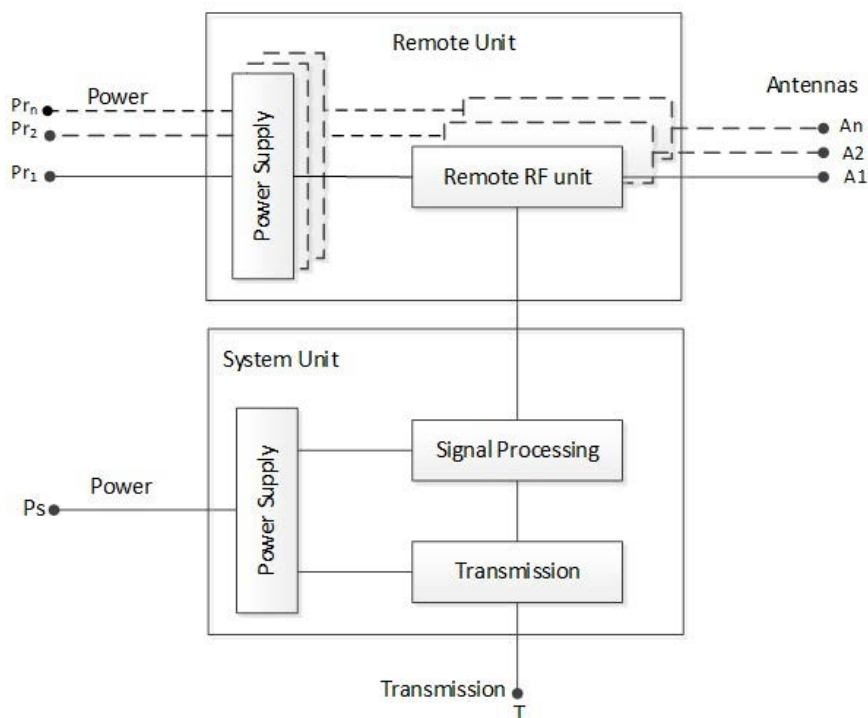 Remote Unit
Antennas
Prₙ
Power
An
Pr₂
A2
Pr₁
Power Supply
Remote RF unit
A1
System Unit
Signal Processing
Power
Ps
Power Supply
Transmission
Transmission
T